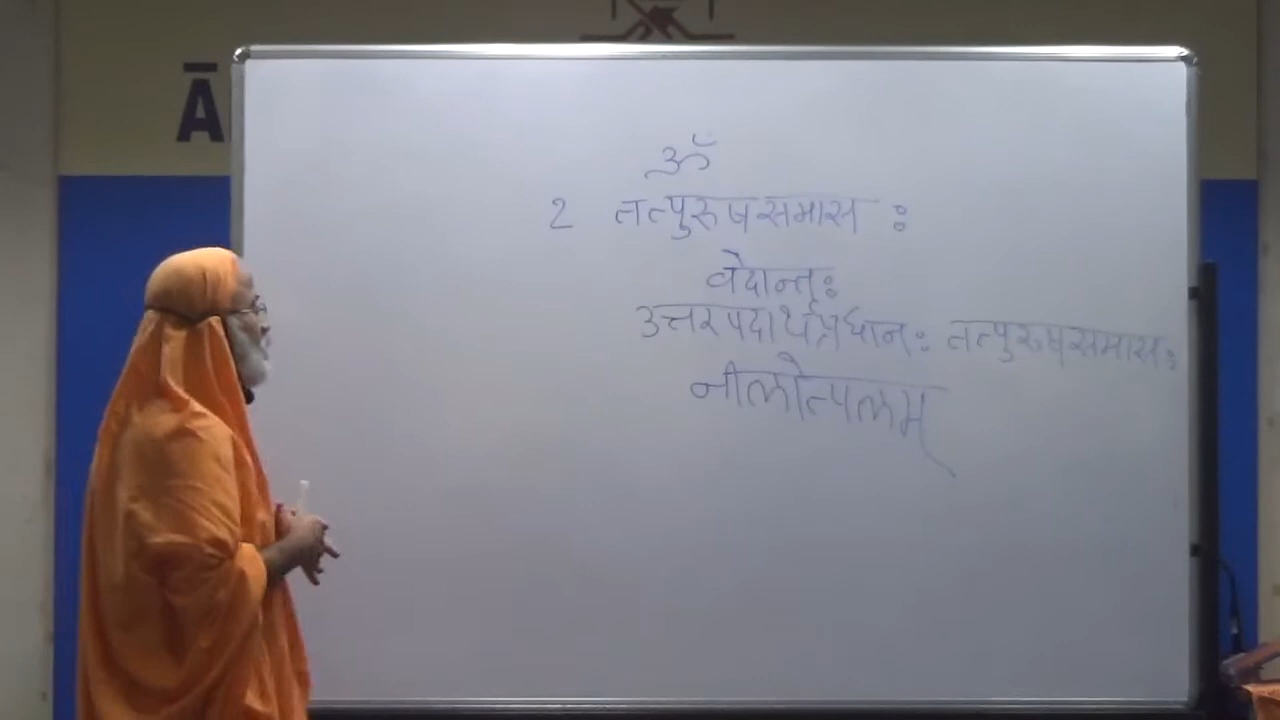 Ā
ॐ
2 तत्पुरुषसमासः
वेदान्तः
उत्तरपदार्थप्रधानः तत्पुरुषसमासः
नीलोत्पलम्